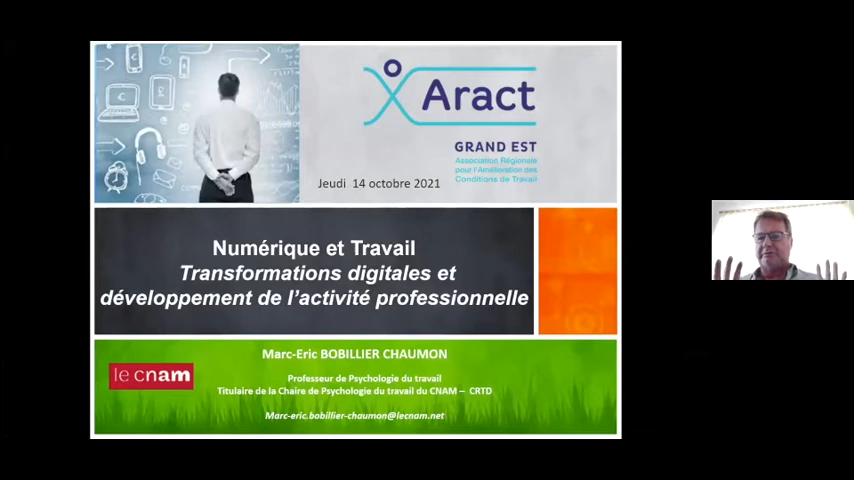 Aract
GRAND EST
Association Régionale
pour l'Amélioration des
Conditions de Travail
Jeudi 14 octobre 2021
Numérique et Travail
Transformations digitales et
développement de l'activité professionnelle
Marc-Eric BOBILLIER CHAUMON
le cnam
Professeur de Psychologie du travail
Titulaire de la Chaire de Psychologie du travail du CNAM – CRTD
Marc-eric.bobillier-chaumon@lecnam.net